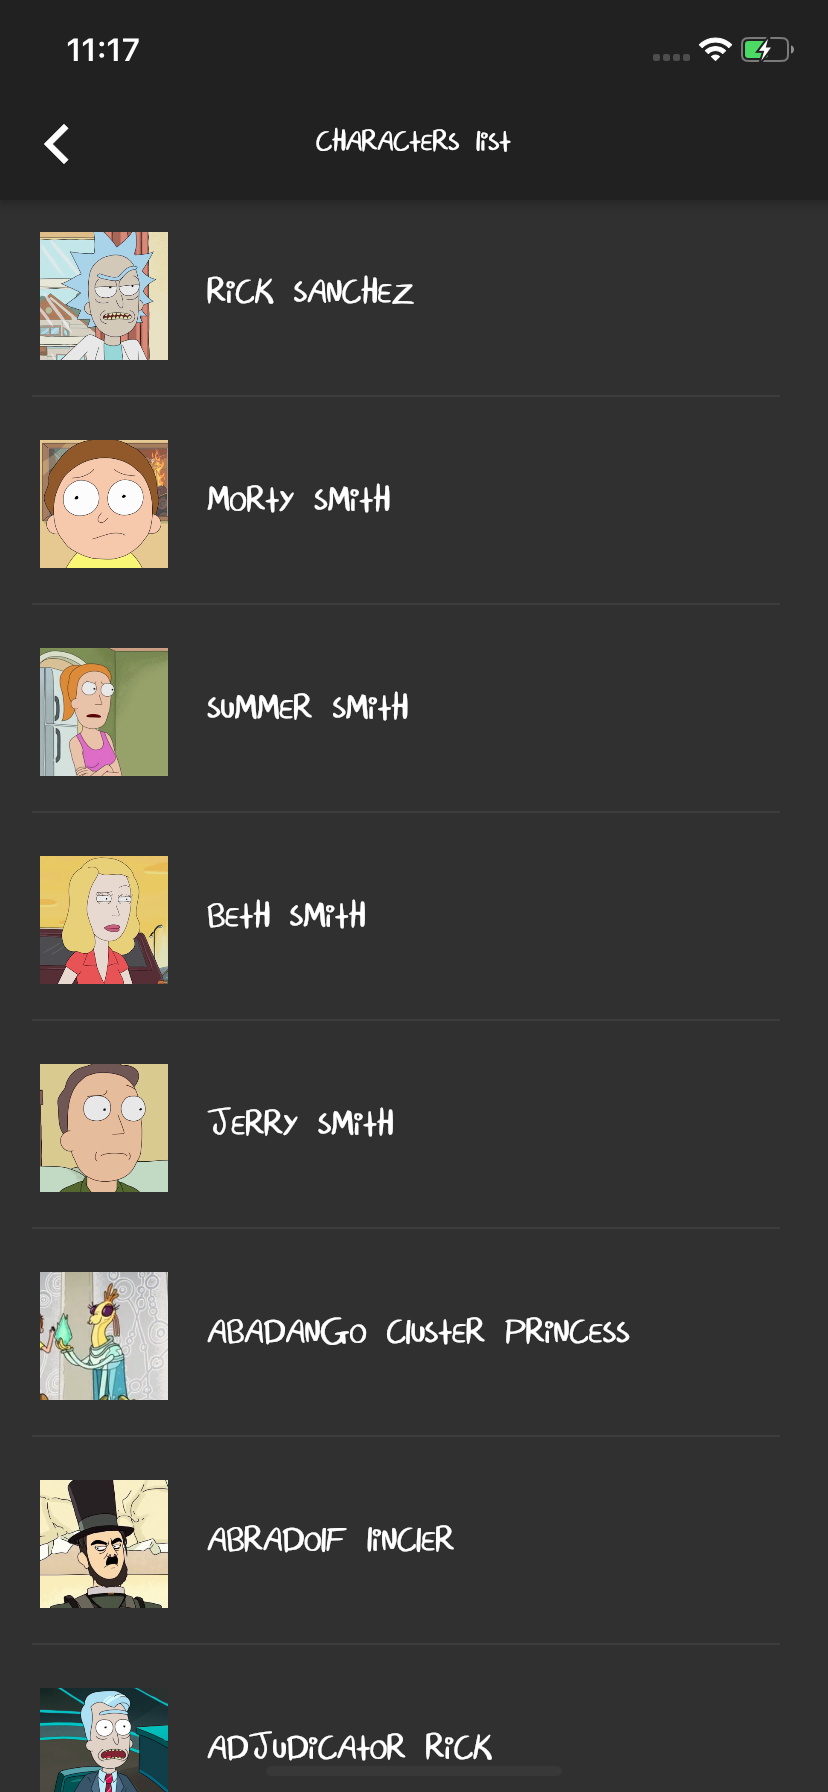 11:17
CHARACtERs list
RiCK sANCHEZ
MoRty sMitH
suMMER sMitH
BEtH sMitH
JERRy sMitH
ABADANGo ClustER PRiNCEss
ABRADolF liNClER
ADJuDiCAtoR RiCK